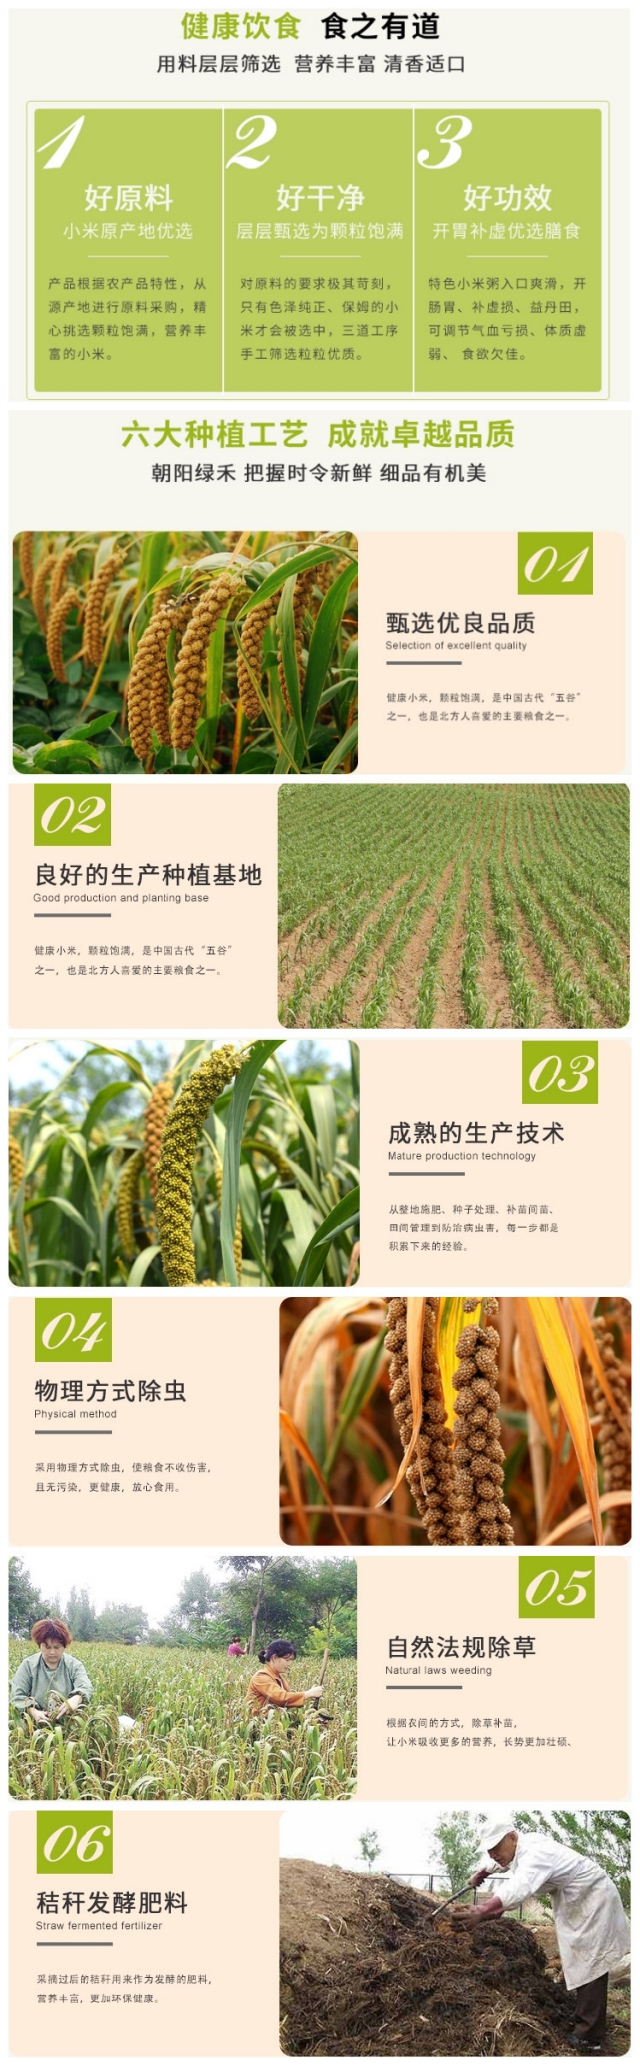 健康饮食 食之有道
用料层层筛选 营养丰富 清香适口
1
好原料
小米原产地优选
产品根据农产品特性，从
源产地进行原料采购，精
心挑选颗粒饱满，营养丰
富的小米。
2
好干净
层层甄选为颗粒饱满
对原料的要求极其苛刻，
只有色泽纯正、保姆的小
米才会被选中，三道工序
手工筛选粒粒优质。
3
好功效
开胃补虚优选膳食
特色小米粥入口爽滑，开
肠胃、补虚损、益丹田，
可调节气血亏损、体质虚
弱、 食欲欠佳。
六大种植工艺 成就卓越品质
朝阳绿禾 把握时令新鲜 细品有机美
01
甄选优良品质
Selection of excellent quality
健康小米，颗粒饱满，是中国古代“五谷”
之一，也是北方人喜爱的主要粮食之一。
02
良好的生产种植基地
Good production and planting base
健康小米，颗粒饱满，是中国古代“五谷”
之一，也是北方人喜爱的主要粮食之一。
03
成熟的生产技术
Mature production technology
从整地施肥、种子处理、补苗间苗、
田间管理到防治病虫害，每一步都是
积累下来的经验。
04
物理方式除虫
Physical method
采用物理方式除虫，使粮食不收伤害，
且无污染，更健康，放心食用。
05
自然法规除草
Natural laws weeding
根据农间的方式，除草补苗，
让小米吸收更多的营养，长势更加壮硕、
06
秸秆发酵肥料
Straw fermented fertilizer
采摘过后的秸秆用来作为发酵的肥料，
营养丰富，更加环保健康。